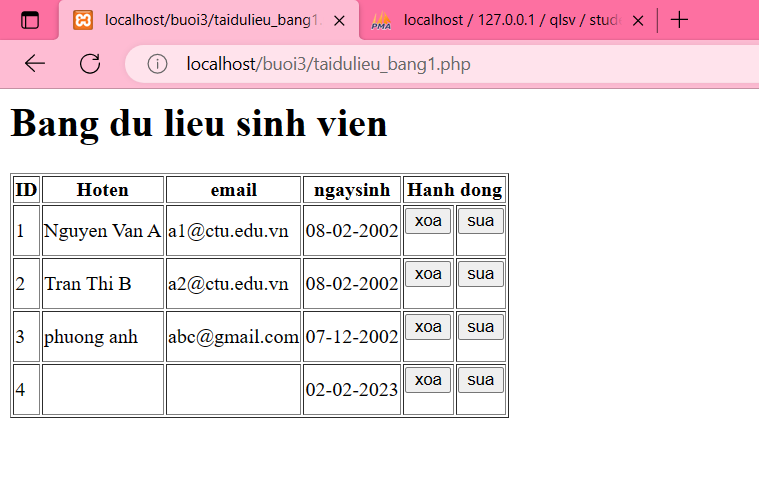 localhost/buoi3/taidulieu_bang1.
localhost / 127.0.0.1 / qlsv / stude
localhost/buoi3/taidulieu_bang1.php
Bang du lieu sinh vien
ID Hoten email ngaysinh Hanh dong
1 Nguyen Van A a1@ctu.edu.vn 08-02-2002 xoa sua
2 Tran Thi B a2@ctu.edu.vn 08-02-2002 xoa sua
3 phuong anh abc@gmail.com 07-12-2002 xoa sua
4 02-02-2023 xoa sua